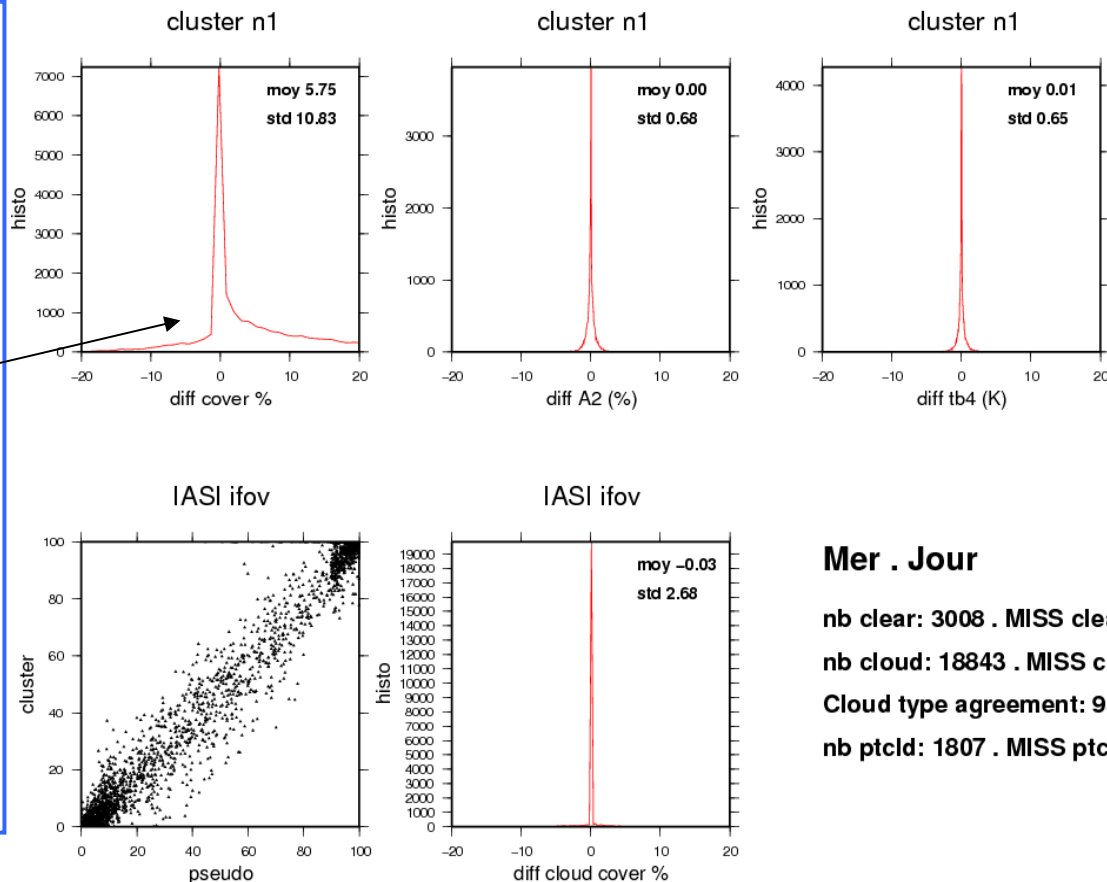 cluster n1
cluster n1
cluster n1
moy 5.75
std 10.83
7000
6000
5000
4000
3000
2000
1000
0
histo
−20 −10 0 10 20
diff cover %
moy 0.00
std 0.68
3000
2000
1000
0
histo
−20 −10 0 10 20
diff A2 (%)
moy 0.01
std 0.65
4000
3000
2000
1000
0
histo
−20 −10 0 10 20
diff tb4 (K)
IASI ifov
IASI ifov
100
80
60
40
20
0
cluster
0 20 40 60 80 100
pseudo
moy −0.03
std 2.68
19000
18000
17000
16000
15000
14000
13000
12000
11000
10000
9000
8000
7000
6000
5000
4000
3000
2000
1000
0
histo
−20 −10 0 10 20
diff cloud cover %
Mer . Jour
nb clear: 3008 . MISS
nb cloud: 18843 . MISS
Cloud type agreement:
nb ptcld: 1807 . MISS